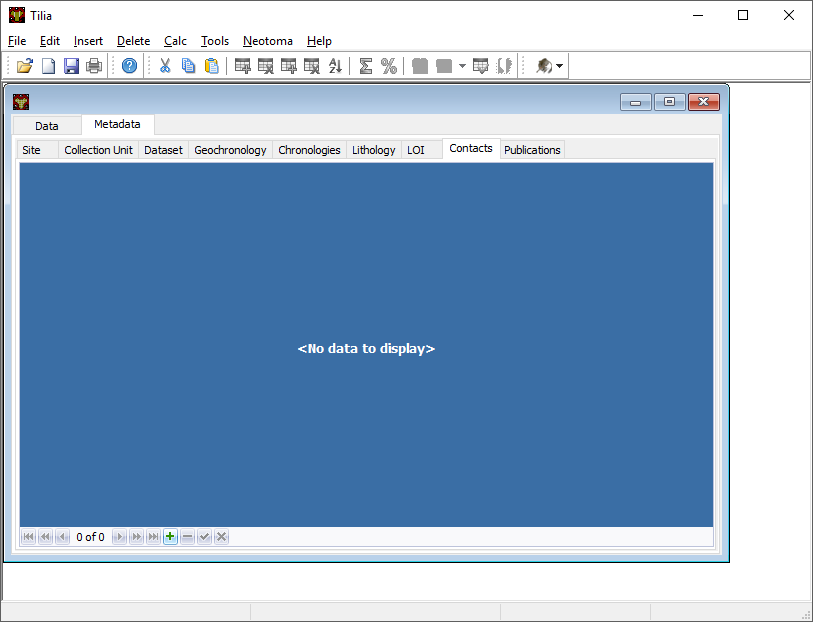 Tilia
File Edit Insert Delete Calc Tools Neotoma Help
Data Metadata
Site Collection Unit Dataset Geochronology Chronologies Lithology LOI Contacts Publications
<No data to display>
0 of 0